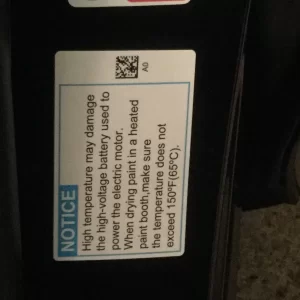 NOTICE
High temperature may damage
the high-voltage battery used to
power the electric motor.
When drying paint in a heated
paint booth,make sure
the temperature does not
exceed 150°F(65°C).
A0